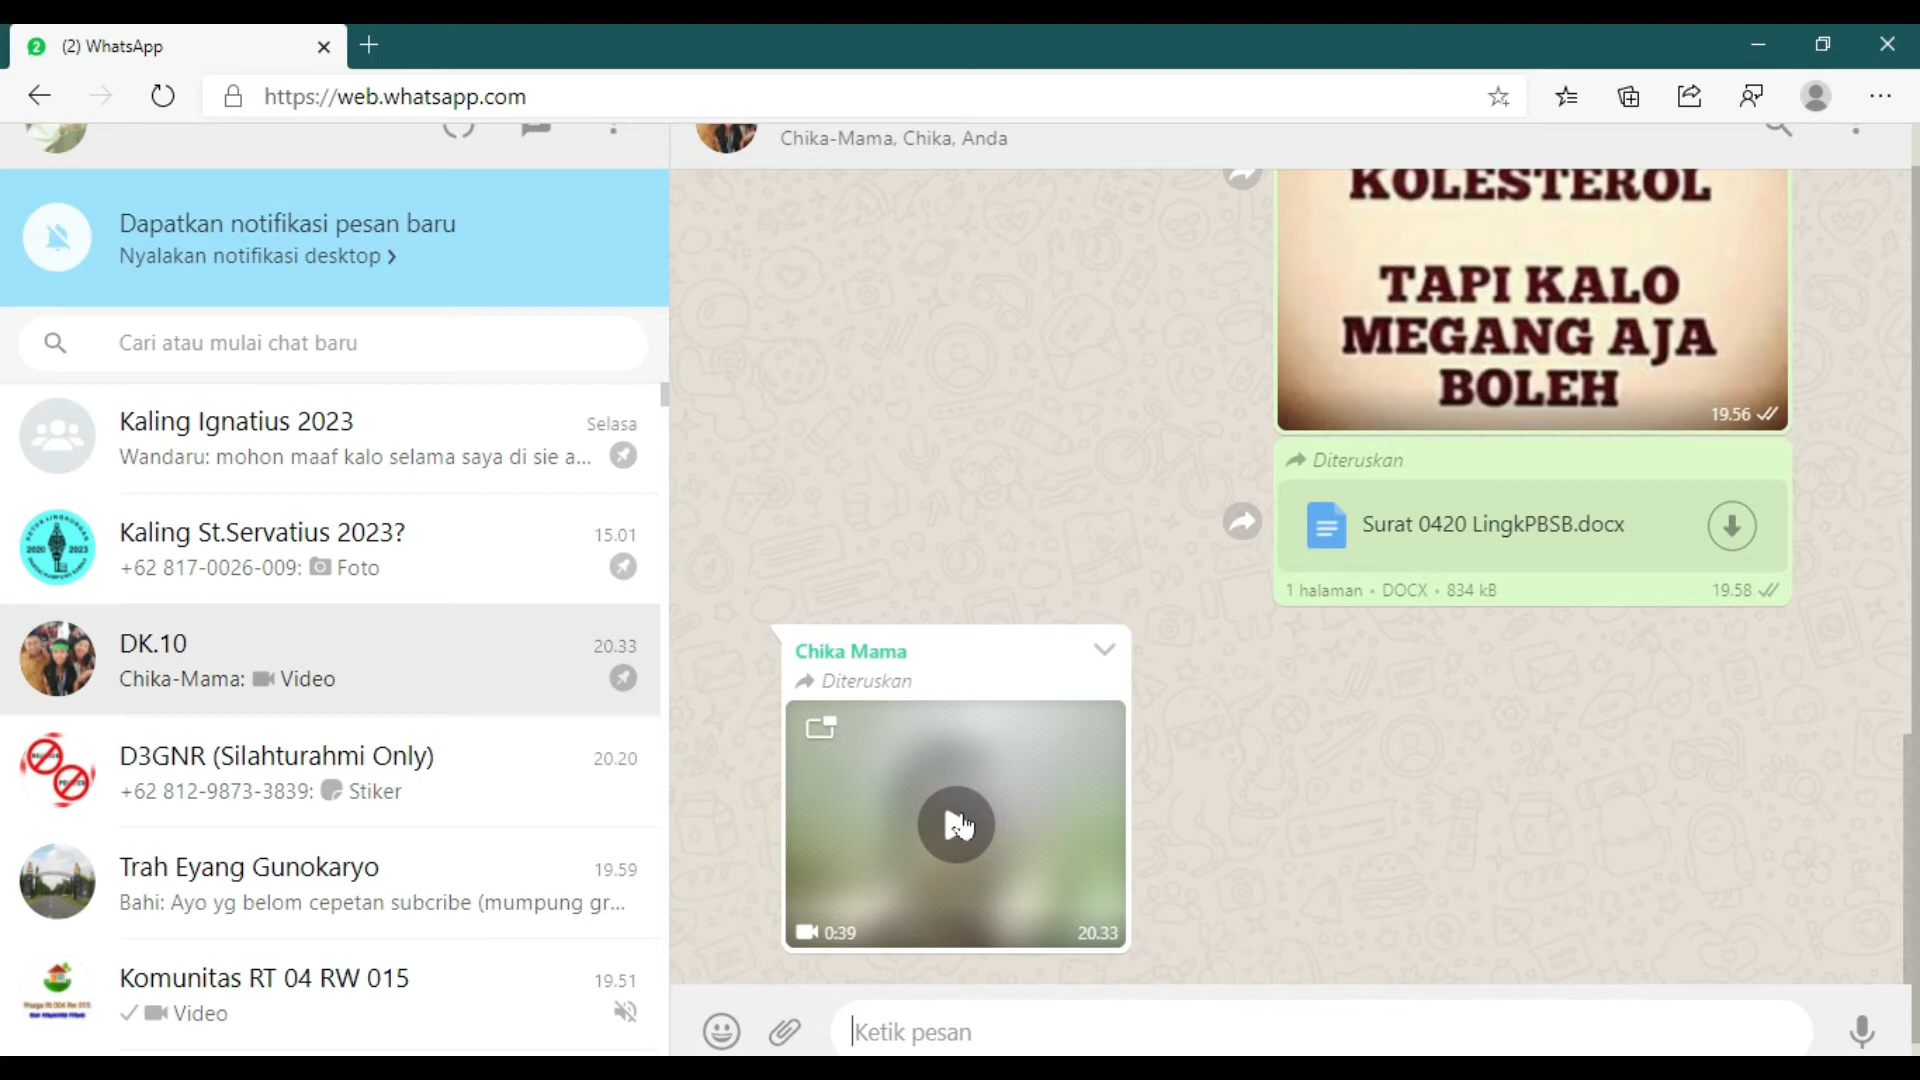 2 (2) WhatsApp
https://web.whatsapp.com
Dapatkan notifikasi pesan baru
Nyalakan notifikasi desktop >
Cari atau mulai chat baru
Kaling Ignatius 2023
Selasa
Wandaru: mohon maaf kalo selama saya di sie a...
Kaling St.Servatius 2023?
15.01
+62 817-0026-009: Foto
DK.10
20.33
Chika-Mama: Video
D3GNR (Silahturahmi Only)
20.20
+62 812-9873-3839: Stiker
Trah Eyang Gunokaryo
19.59
Bahi: Ayo yg belom cepetan subcribe (mumpung gr...
Komunitas RT 04 RW 015
19.51
Video
Chika-Mama, Chika, Anda
KOLESTEROL
TAPI KALO
MEGANG AJA
BOLEH
19.56
Diteruskan
Surat 0420 LingkPBSB.docx
1 halaman • DOCX • 834 kB
19.58
Chika Mama
Diteruskan
0:39
20.33
Ketik pesan